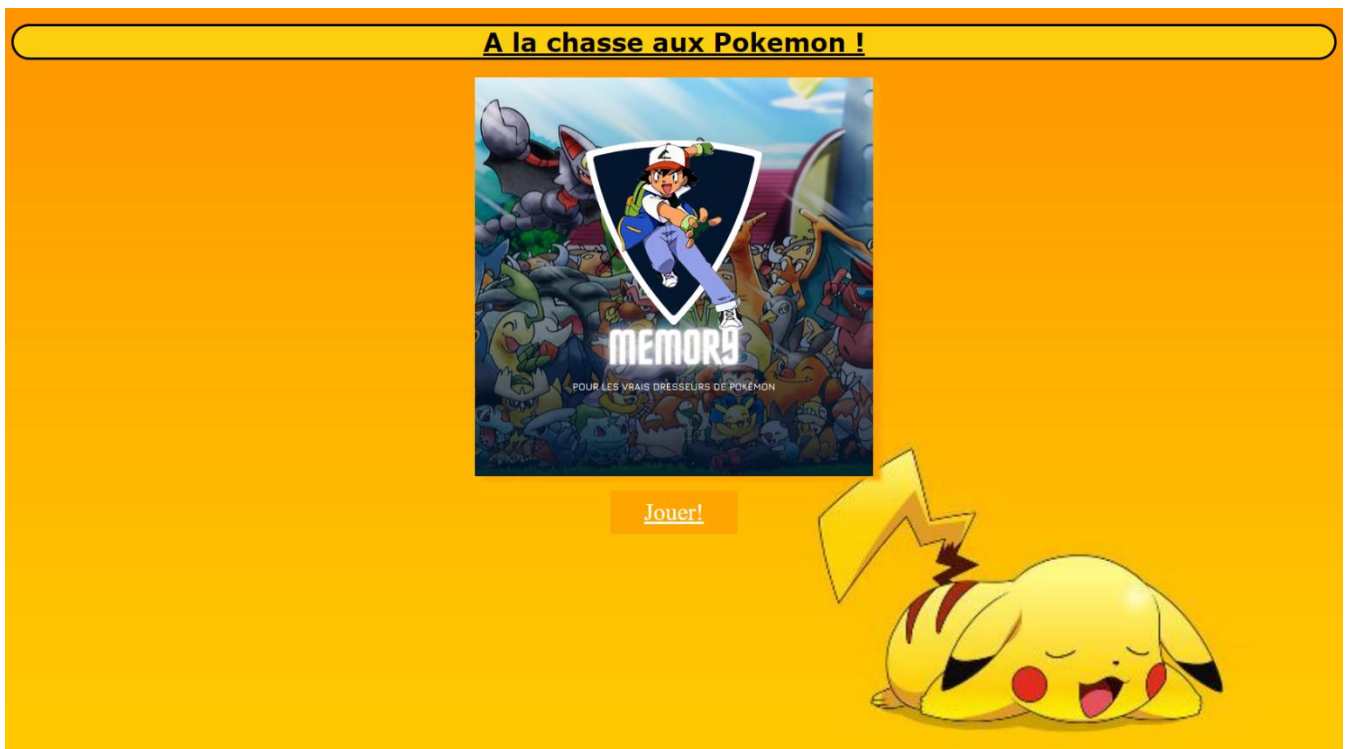 A la chasse aux Pokemon !
MEMORY
POUR LES VRAIS DRESSEURS DE POKÉMON
Jouer!